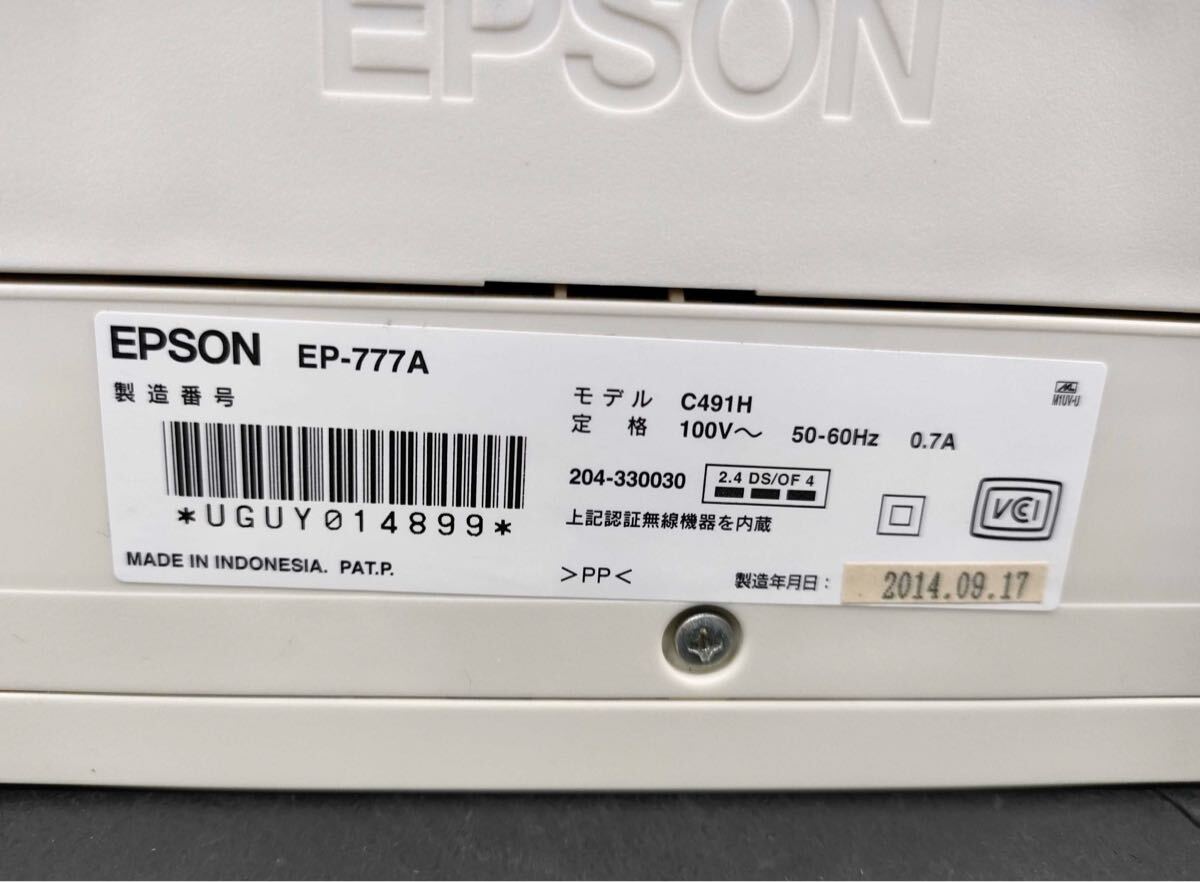 EPSON
EPSON EP-777A
製造番号
*UGUY014899*
MADE IN INDONESIA. PAT.P.
モデル C491H
定格 100V～ 50-60Hz 0.7A
204-330030 2.4 DS/OF 4
上記認証無線機器を内蔵
>PP<
製造年月日： 2014.09.17
M1UV-U
VCI